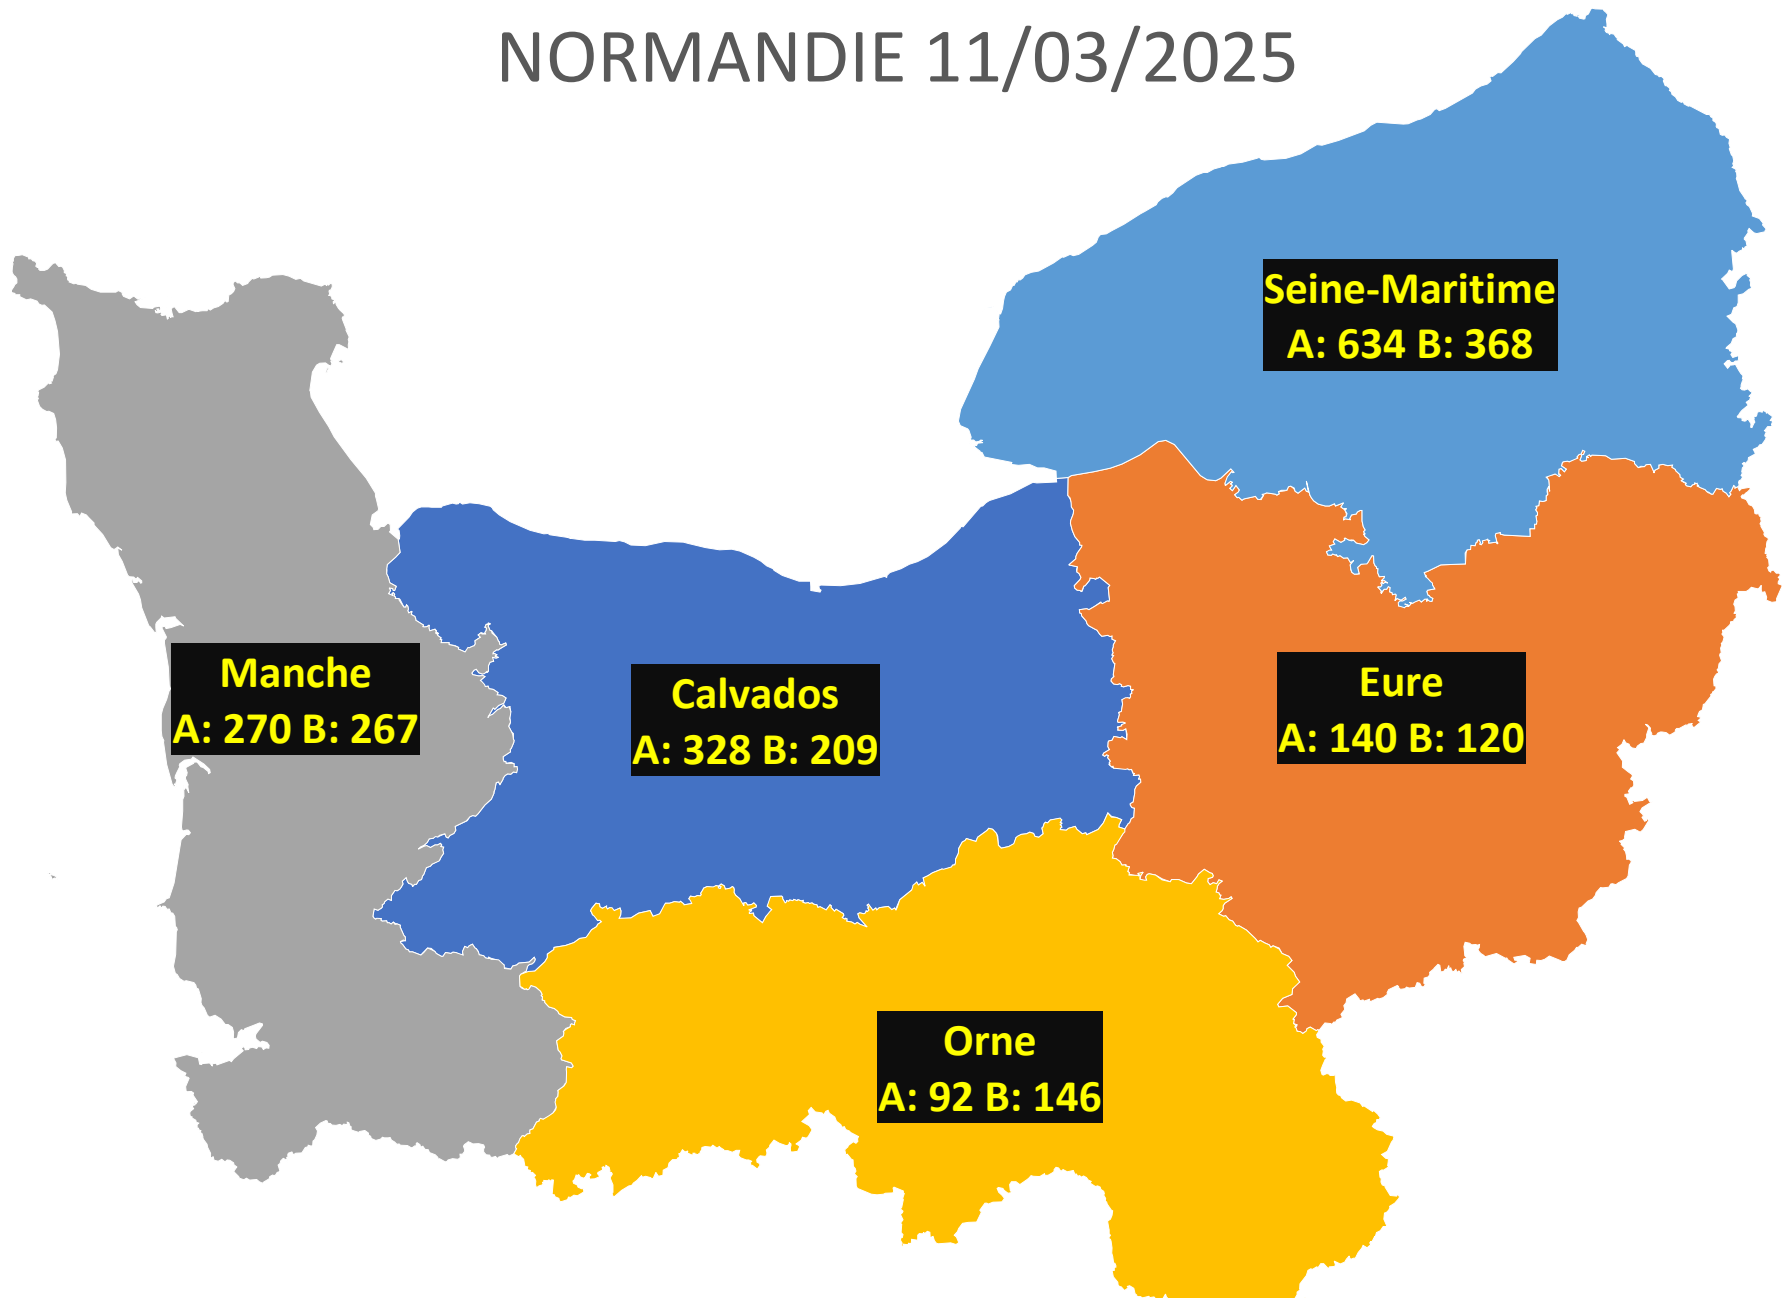 NORMANDIE 11/03/2025
Seine-Maritime
A: 634 B: 368
Manche
A: 270 B: 267
Calvados
A: 328 B: 209
Eure
A: 140 B: 120
Orne
A: 92 B: 146